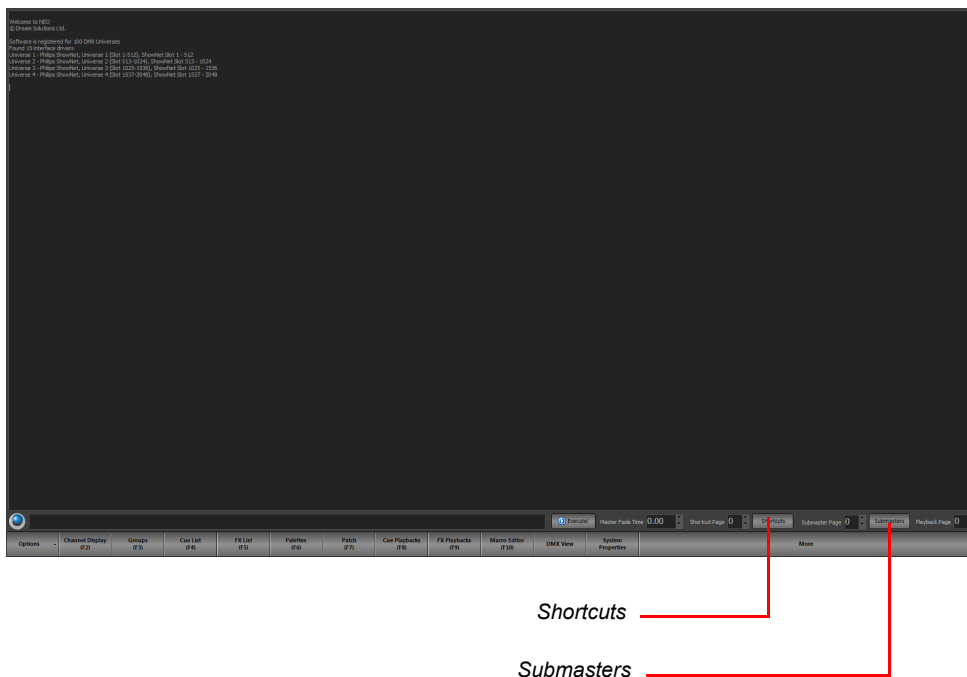 Welcome to NEO
© Dream Solutions Ltd.
Software is registered for 100 DMX Universes
Found 15 interface drivers
Universe 1 - Philips ShowNet, Universe 1 (Slot 1-512), ShowNet Slot 1 - 512
Universe 2 - Philips ShowNet, Universe 2 (Slot 513-1024), ShowNet Slot 513 - 1024
Universe 3 - Philips ShowNet, Universe 3 (Slot 1025-1536), ShowNet Slot 1025 - 1536
Universe 4 - Philips ShowNet, Universe 4 (Slot 1537-2048), ShowNet Slot 1537 - 2048
Execute! Master Fade Time 0.00 Shortcut Page 0 Shortcuts Submaster Page 0 Submasters Playback Page 0
Options Channel Display (F2) Groups (F3) Cue List (F4) FX List (F5) Palettes (F6) Patch (F7) Cue Playbacks (F8) FX Playbacks (F9) Macro Editor (F10) DMX View System Properties More
Shortcuts
Submasters